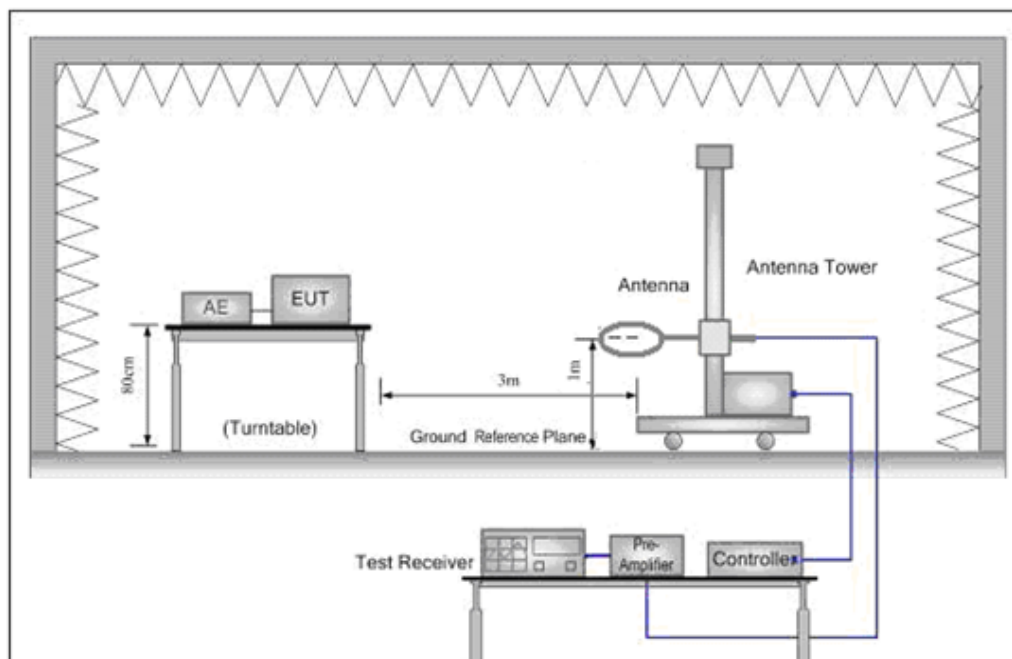 Antenna Tower
Antenna
EUT
AE
80cm
3m
1m
(Turntable)
Ground Reference Plane
Test Receiver
Pre-
Amplifier
Controller